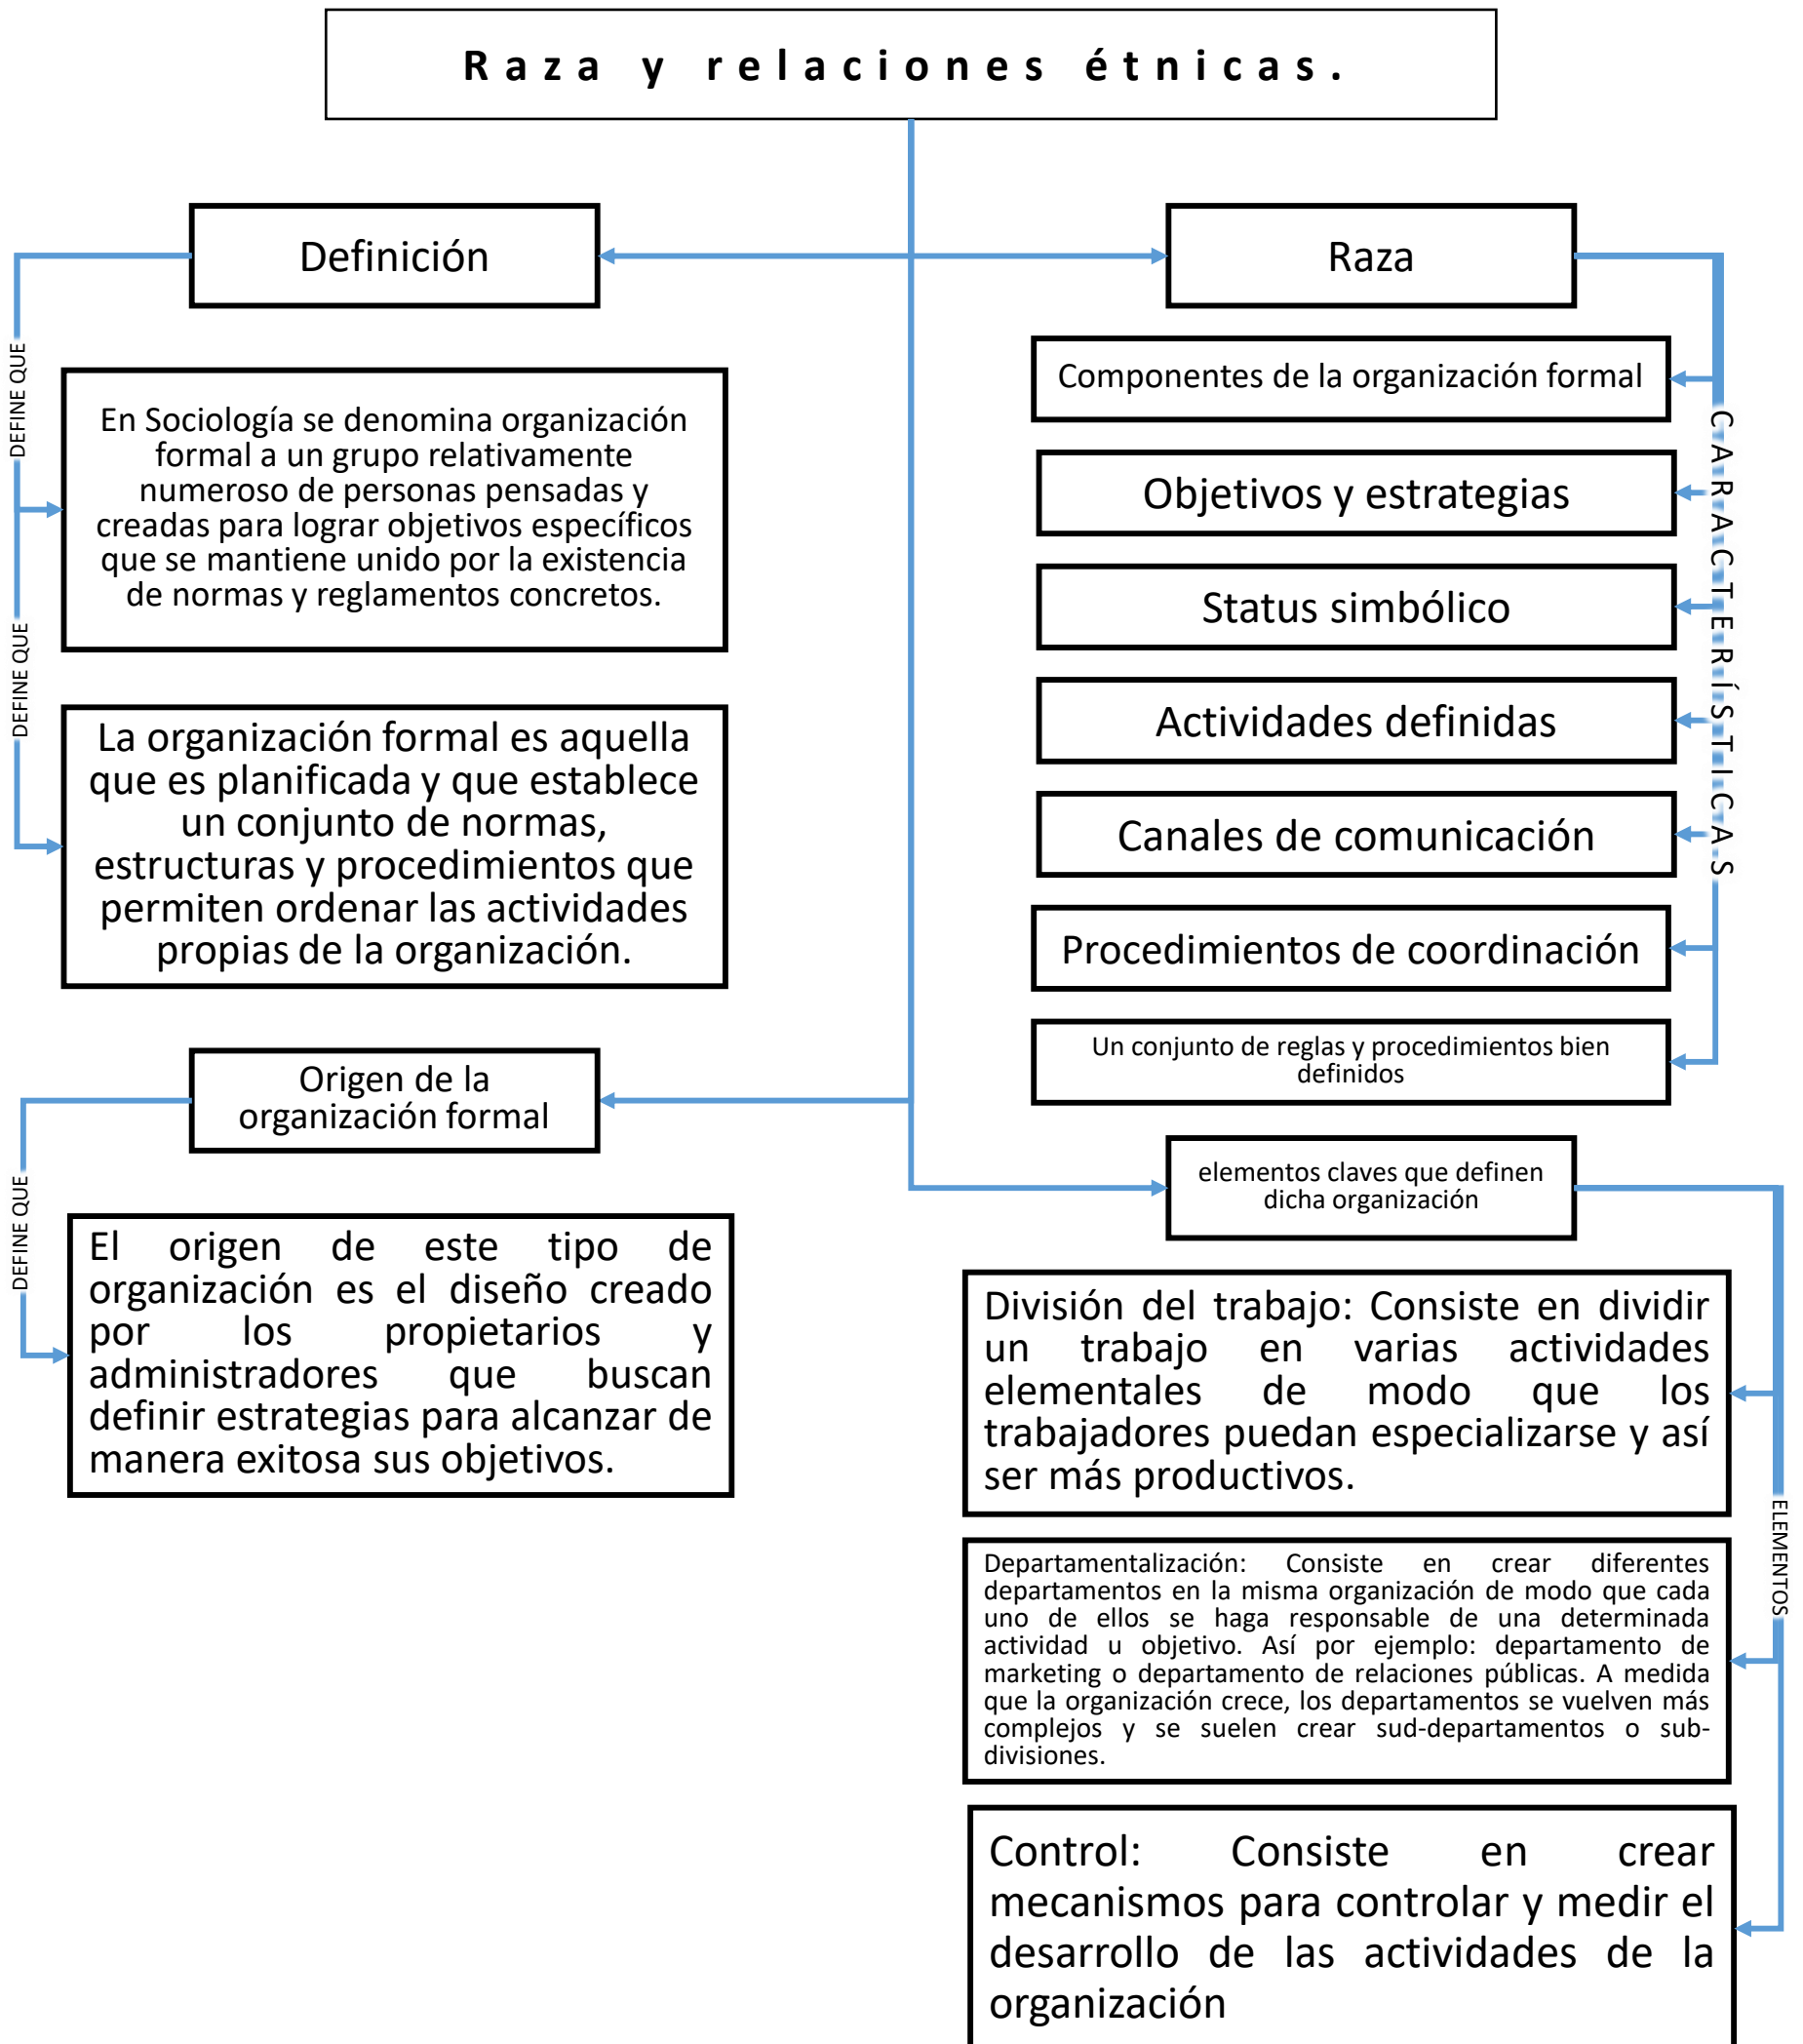 Raza y relaciones étnicas.
Definición
DEFINE QUE
En Sociología se denomina organización
formal a un grupo relativamente
numeroso de personas pensadas y
creadas para lograr objetivos específicos
que se mantiene unido por la existencia
de normas y reglamentos concretos.
DEFINE QUE
La organización formal es aquella
que es planificada y que establece
un conjunto de normas,
estructuras y procedimientos que
permiten ordenar las actividades
propias de la organización.
Raza
CARACTERÍSTICAS
Componentes de la organización formal
Objetivos y estrategias
Status simbólico
Actividades definidas
Canales de comunicación
Procedimientos de coordinación
Un conjunto de reglas y procedimientos bien
definidos
Origen de la
organización formal
DEFINE QUE
El origen de este tipo de
organización es el diseño creado
por los propietarios y
administradores que buscan
definir estrategias para alcanzar de
manera exitosa sus objetivos.
elementos claves que definen
dicha organización
ELEMENTOS
División del trabajo: Consiste en dividir
un trabajo en varias actividades
elementales de modo que los
trabajadores puedan especializarse y así
ser más productivos.
Departamentalización: Consiste en crear diferentes
departamentos en la misma organización de modo que cada
uno de ellos se haga responsable de una determinada
actividad u objetivo. Así por ejemplo: departamento de
marketing o departamento de relaciones públicas. A medida
que la organización crece, los departamentos se vuelven más
complejos y se suelen crear sud-departamentos o sub-
divisiones.
Control: Consiste en crear
mecanismos para controlar y medir el
desarrollo de las actividades de la
organización